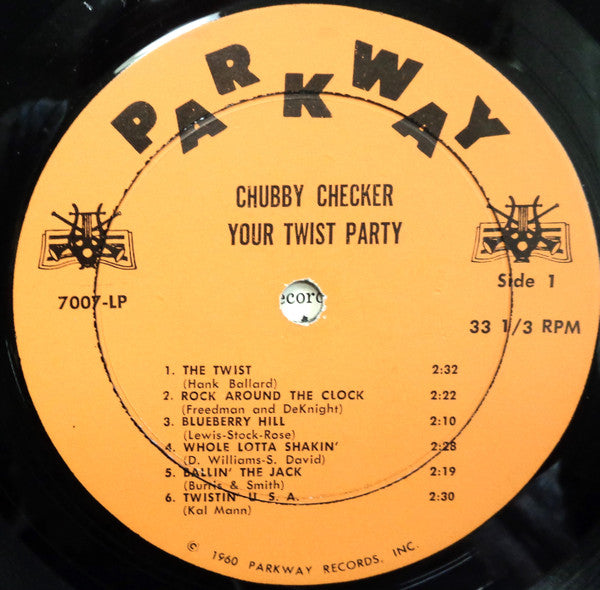 PARKWAY
CHUBBY CHECKER
YOUR TWIST PARTY
7007-LP
Side 1
33 1/3 RPM
ecord
1. THE TWIST 2:32
(Hank Ballard)
2. ROCK AROUND THE CLOCK 2:22
(Freedman and DeKnight)
3. BLUEBERRY HILL 2:10
(Lewis-Stock-Rose)
4. WHOLE LOTTA SHAKIN' 2:28
(D. Williams-S. David)
5. BALLIN' THE JACK 2:19
(Burris & Smith)
6. TWISTIN' U. S. A. 2:30
(Kal Mann)
© 1960 PARKWAY RECORDS, INC.